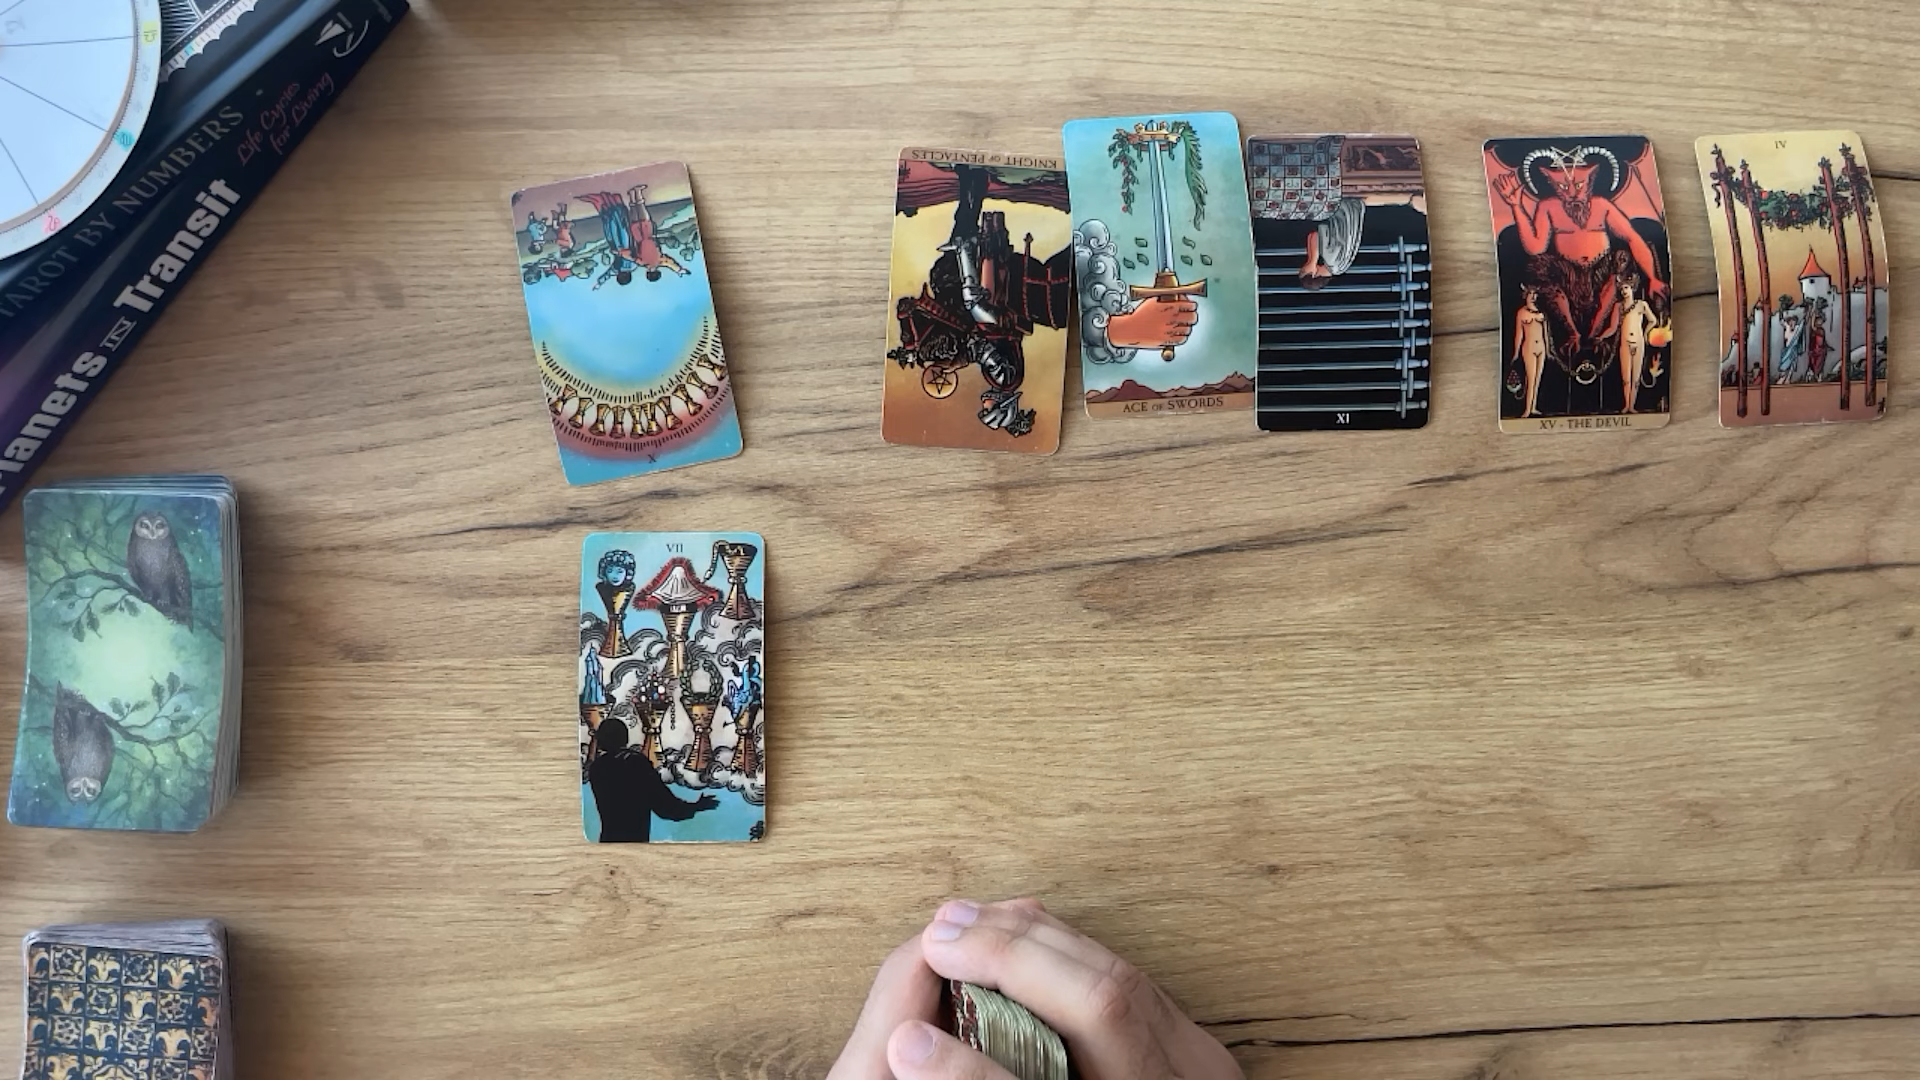 TAROT BY NUMBERS
Life Cycles
for Living
Planets IN Transit
KNIGHT OF PENTACLES
ACE OF SWORDS
XI
XV - THE DEVIL
IV
X
VII